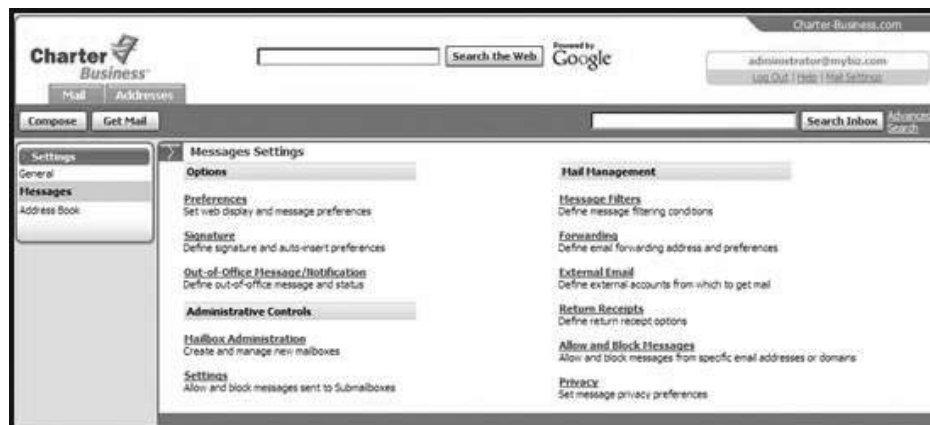 Charter-Business.com
Charter
Business
Search the Web
Powered by
Google
administrator@mybiz.com
Log Out | Help | Mail Settings
Mail
Addresses
Compose
Get Mail
Search Inbox
Advanced
Search
Settings
General
Messages
Address Book
Messages Settings
Options
Preferences
Set web display and message preferences
Signature
Define signature and auto-insert preferences
Out-of-Office Message/Notification
Define out-of-office message and status
Administrative Controls
Mailbox Administration
Create and manage new mailboxes
Settings
Allow and block messages sent to Submailboxes
Mail Management
Message Filters
Define message filtering conditions
Forwarding
Define email forwarding address and preferences
External Email
Define external accounts from which to get mail
Return Receipts
Define return receipt options
Allow and Block Messages
Allow and block messages from specific email addresses or domains
Privacy
Set message privacy preferences